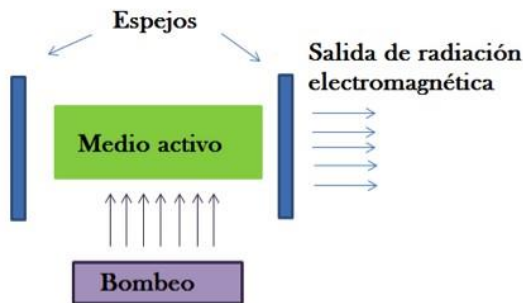 Espejos
Salida de radiación
electromagnética
Medio activo
Bombeo